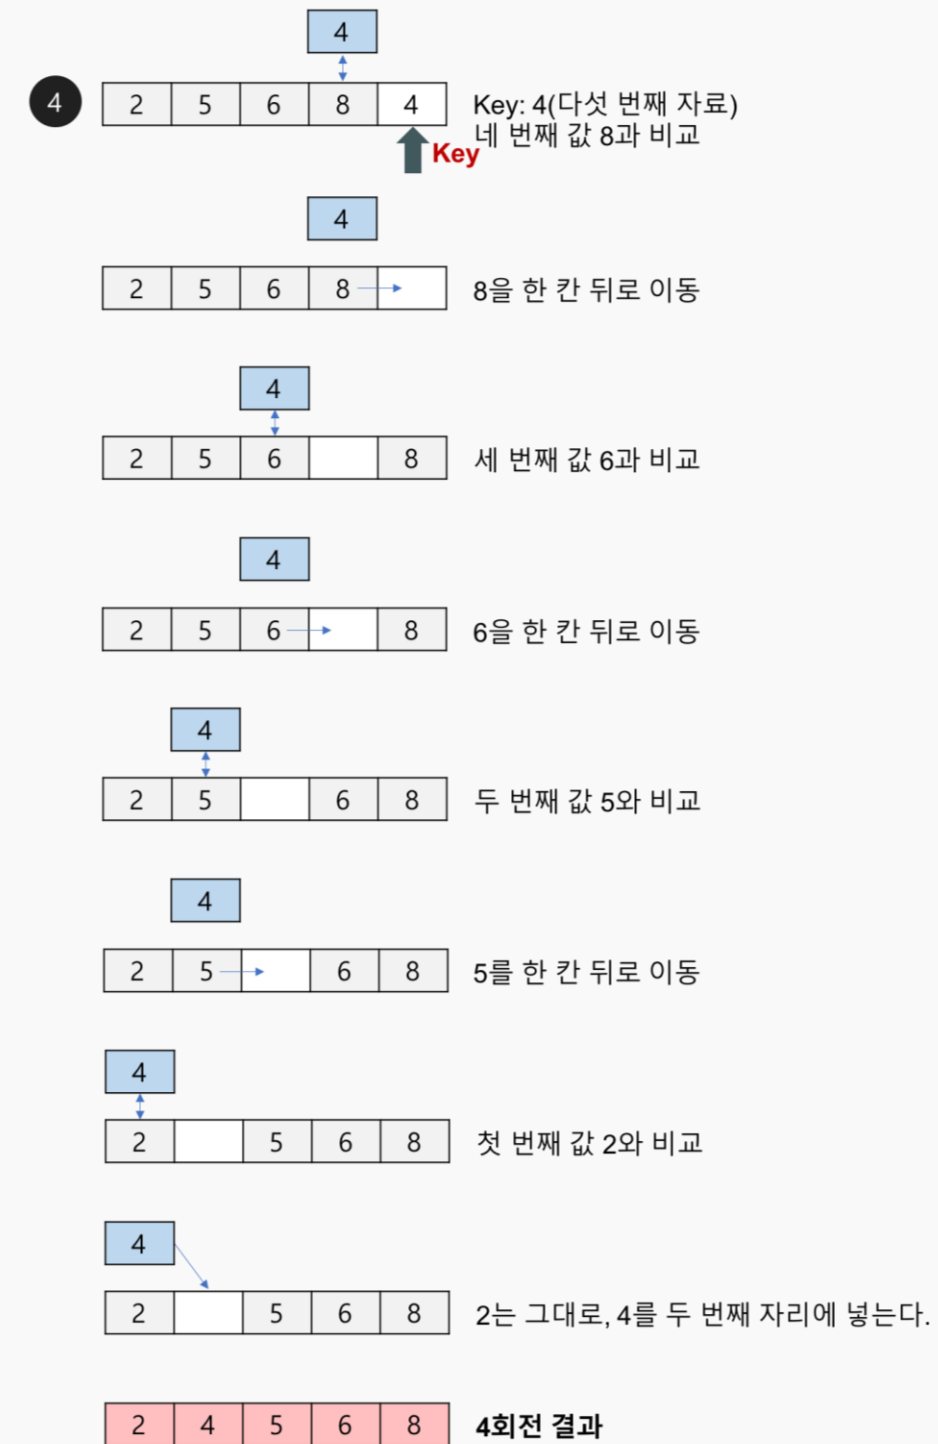 4
4
2 5 6 8 4
Key: 4(다섯 번째 자료)
네 번째 값 8과 비교
Key
4
2 5 6 8
8을 한 칸 뒤로 이동
4
2 5 6 8
세 번째 값 6과 비교
4
2 5 6 8
6을 한 칸 뒤로 이동
4
2 5 6 8
두 번째 값 5와 비교
4
2 5 6 8
5를 한 칸 뒤로 이동
4
2 5 6 8
첫 번째 값 2와 비교
4
2 5 6 8
2는 그대로, 4를 두 번째 자리에 넣는다.
2 4 5 6 8
4회전 결과